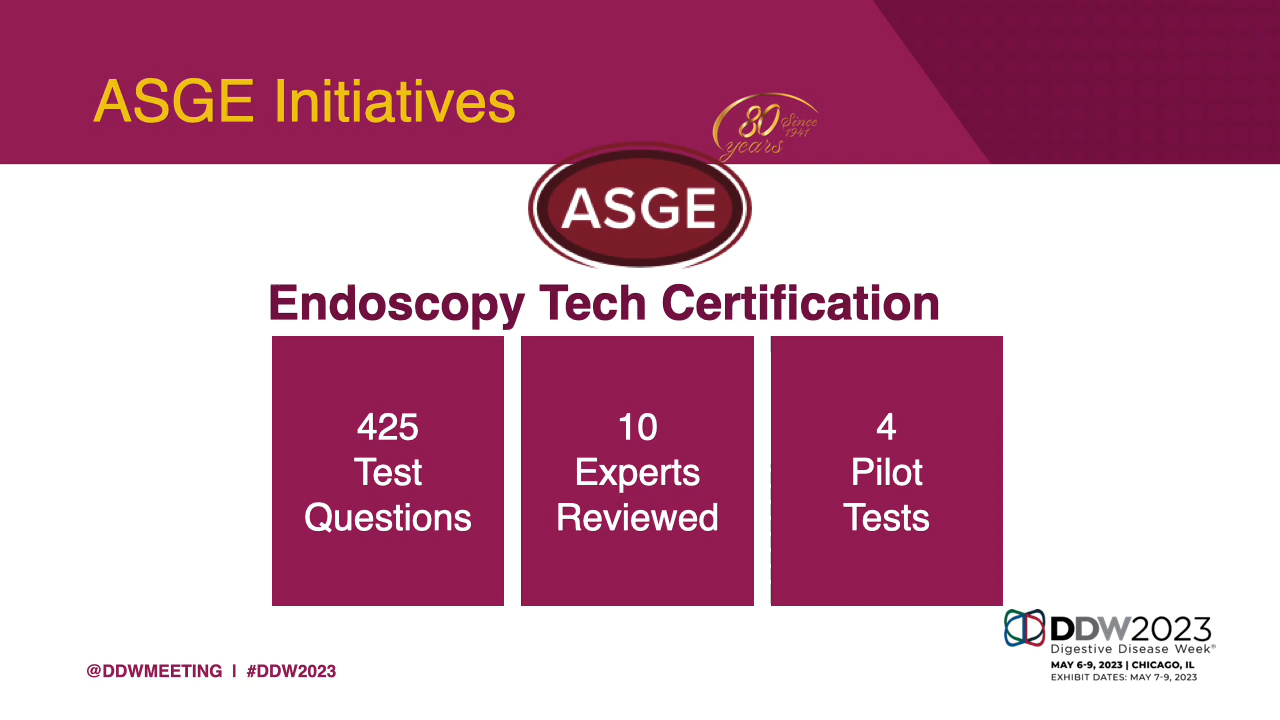 ASGE Initiatives
80 Since
1941
years
ASGE
Endoscopy Tech Certification
425
Test
Questions
10
Experts
Reviewed
4
Pilot
Tests
@DDWMEETING | #DDW2023
DDW2023
Digestive Disease Week®
MAY 6-9, 2023 | CHICAGO, IL
EXHIBIT DATES: MAY 7-9, 2023